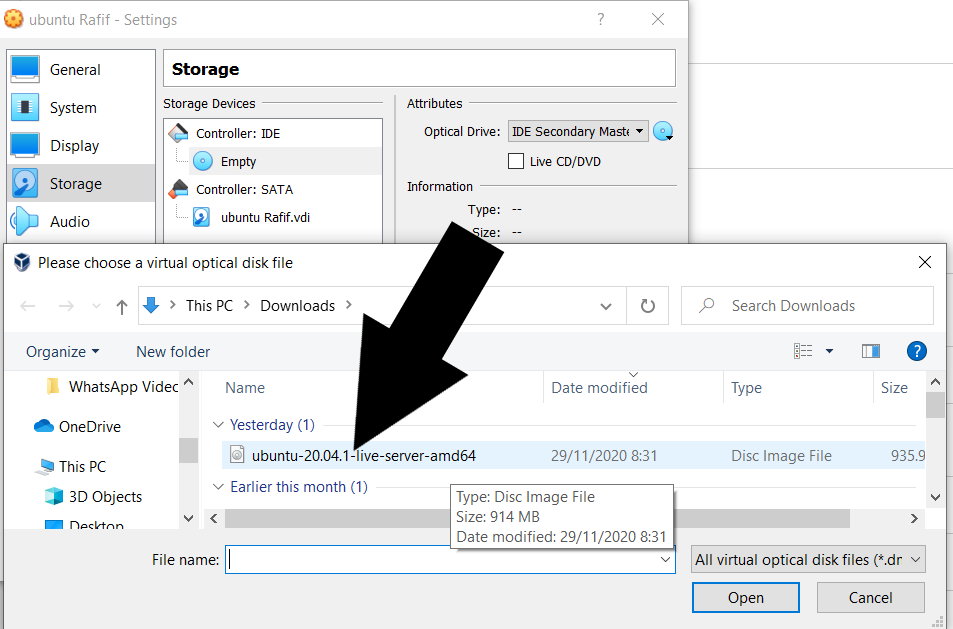 ubuntu Rafif - Settings
?
General
System
Display
Storage
Audio
Storage
Storage Devices
Controller: IDE
Empty
Controller: SATA
ubuntu Rafif.vdi
Attributes
Optical Drive: IDE Secondary Maste
Live CD/DVD
Information
Type: --
Size: --
Please choose a virtual optical disk file
This PC > Downloads >
Search Downloads
Organize
New folder
?
WhatsApp Videc
OneDrive
This PC
3D Objects
Desktop
Name Date modified Type Size
Yesterday (1)
ubuntu-20.04.1-live-server-amd64 29/11/2020 8:31 Disc Image File 935.9
Earlier this month (1)
Type: Disc Image File
Size: 914 MB
Date modified: 29/11/2020 8:31
File name:
All virtual optical disk files (*.dr
Open
Cancel